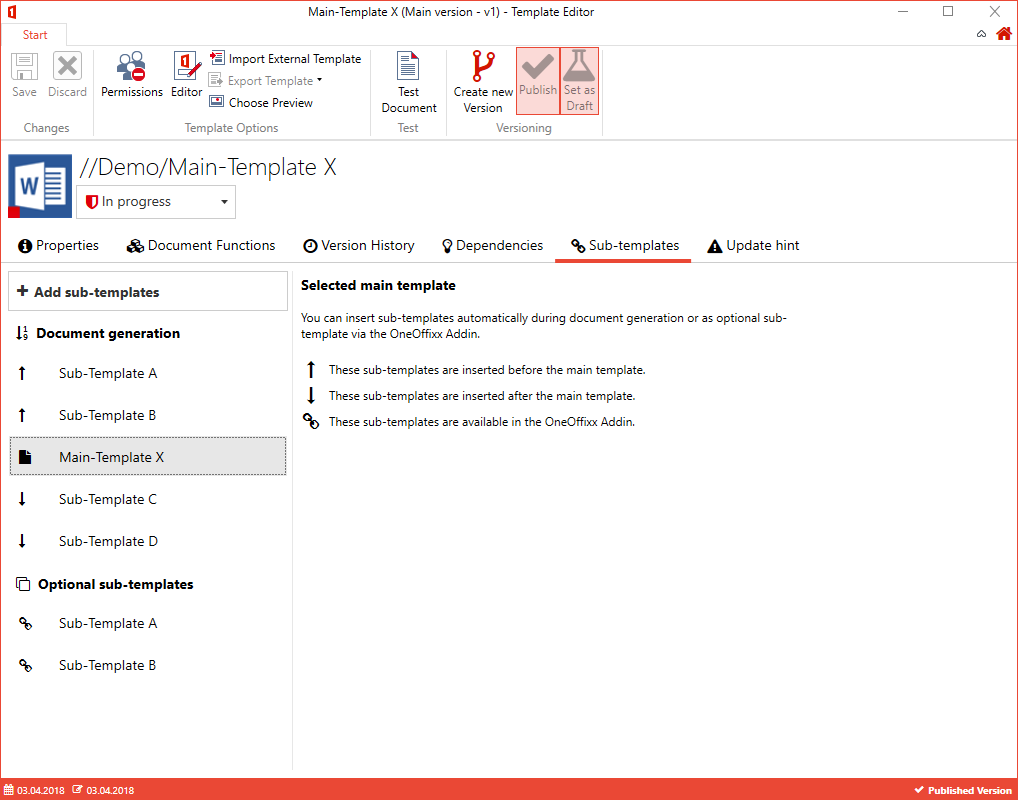 Main-Template X (Main version - v1) - Template Editor
Start
Save
Discard
Changes
Permissions
Editor
Import External Template
Export Template
Choose Preview
Template Options
Test
Document
Test
Create new
Version
Publish
Set as
Draft
Versioning
W
//Demo/Main-Template X
In progress
Properties
Document Functions
Version History
Dependencies
Sub-templates
Update hint
Add sub-templates
Document generation
Sub-Template A
Sub-Template B
Main-Template X
Sub-Template C
Sub-Template D
Optional sub-templates
Sub-Template A
Sub-Template B
Selected main template
You can insert sub-templates automatically during document generation or as optional sub-
template via the OneOffixx Addin.
These sub-templates are inserted before the main template.
These sub-templates are inserted after the main template.
These sub-templates are available in the OneOffixx Addin.
03.04.2018
03.04.2018
Published Version